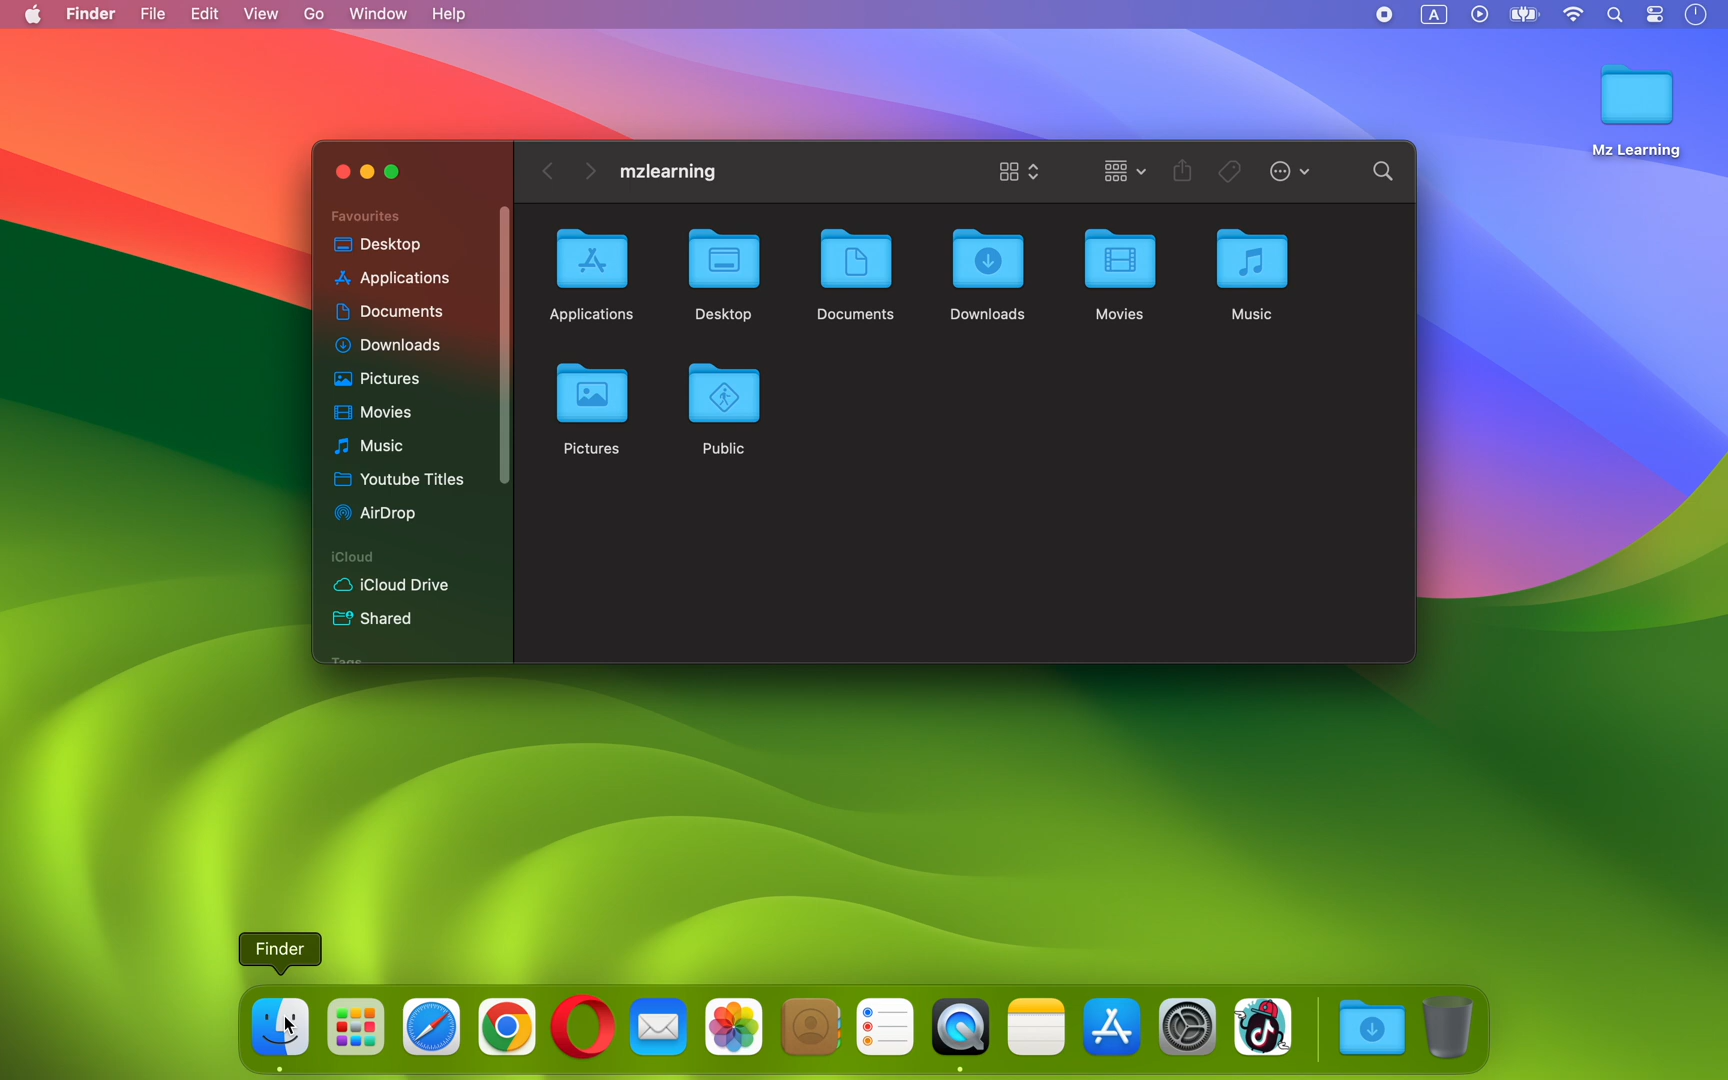 Finder File Edit View Go Window Help A
Mz Learning
mzlearning
Favourites
Desktop
Applications
Documents
Downloads
Pictures
Movies
Music
Youtube Titles
AirDrop
iCloud
iCloud Drive
Shared
Tags
Applications Desktop Documents Downloads Movies Music
Pictures Public
Finder